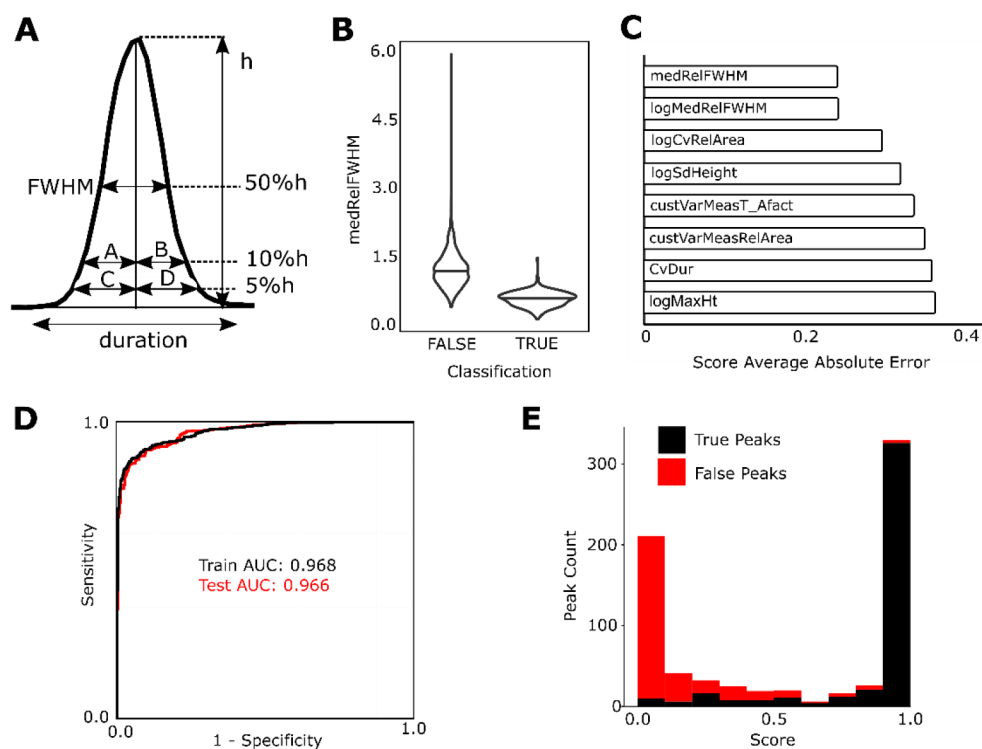 A
h
FWHM
50%h
A
B
10%h
C
D
5%h
duration
B
6.0
4.5
3.0
1.5
0.0
medRelFWHM
FALSE
TRUE
Classification
C
medRelFWHM
logMedRelFWHM
logCvRelArea
logSdHeight
custVarMeasT_Afact
custVarMeasRelArea
CvDur
logMaxHt
0
0.2
0.4
Score Average Absolute Error
D
1.0
Sensitivity
Train AUC: 0.968
Test AUC: 0.966
0.0
0.0
1.0
1 - Specificity
E
True Peaks
False Peaks
300
200
100
0
Peak Count
0.0
0.5
1.0
Score